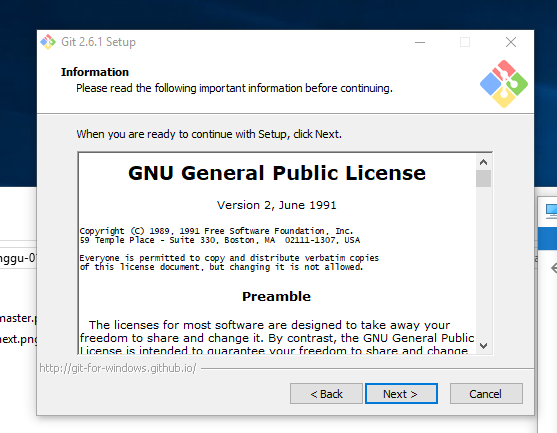 Git 2.6.1 Setup
Information
Please read the following important information before continuing.
When you are ready to continue with Setup, click Next.
GNU General Public License
Version 2, June 1991
Copyright (C) 1989, 1991 Free Software Foundation, Inc.
59 Temple Place - Suite 330, Boston, MA  02111-1307, USA
Everyone is permitted to copy and distribute verbatim copies
of this license document, but changing it is not allowed.
Preamble
The licenses for most software are designed to take away your
freedom to share and change it. By contrast, the GNU General Public
License is intended to guarantee your freedom to share and change
http://git-for-windows.github.io/
< Back
Next >
Cancel
nggu-0
master.p
next.png